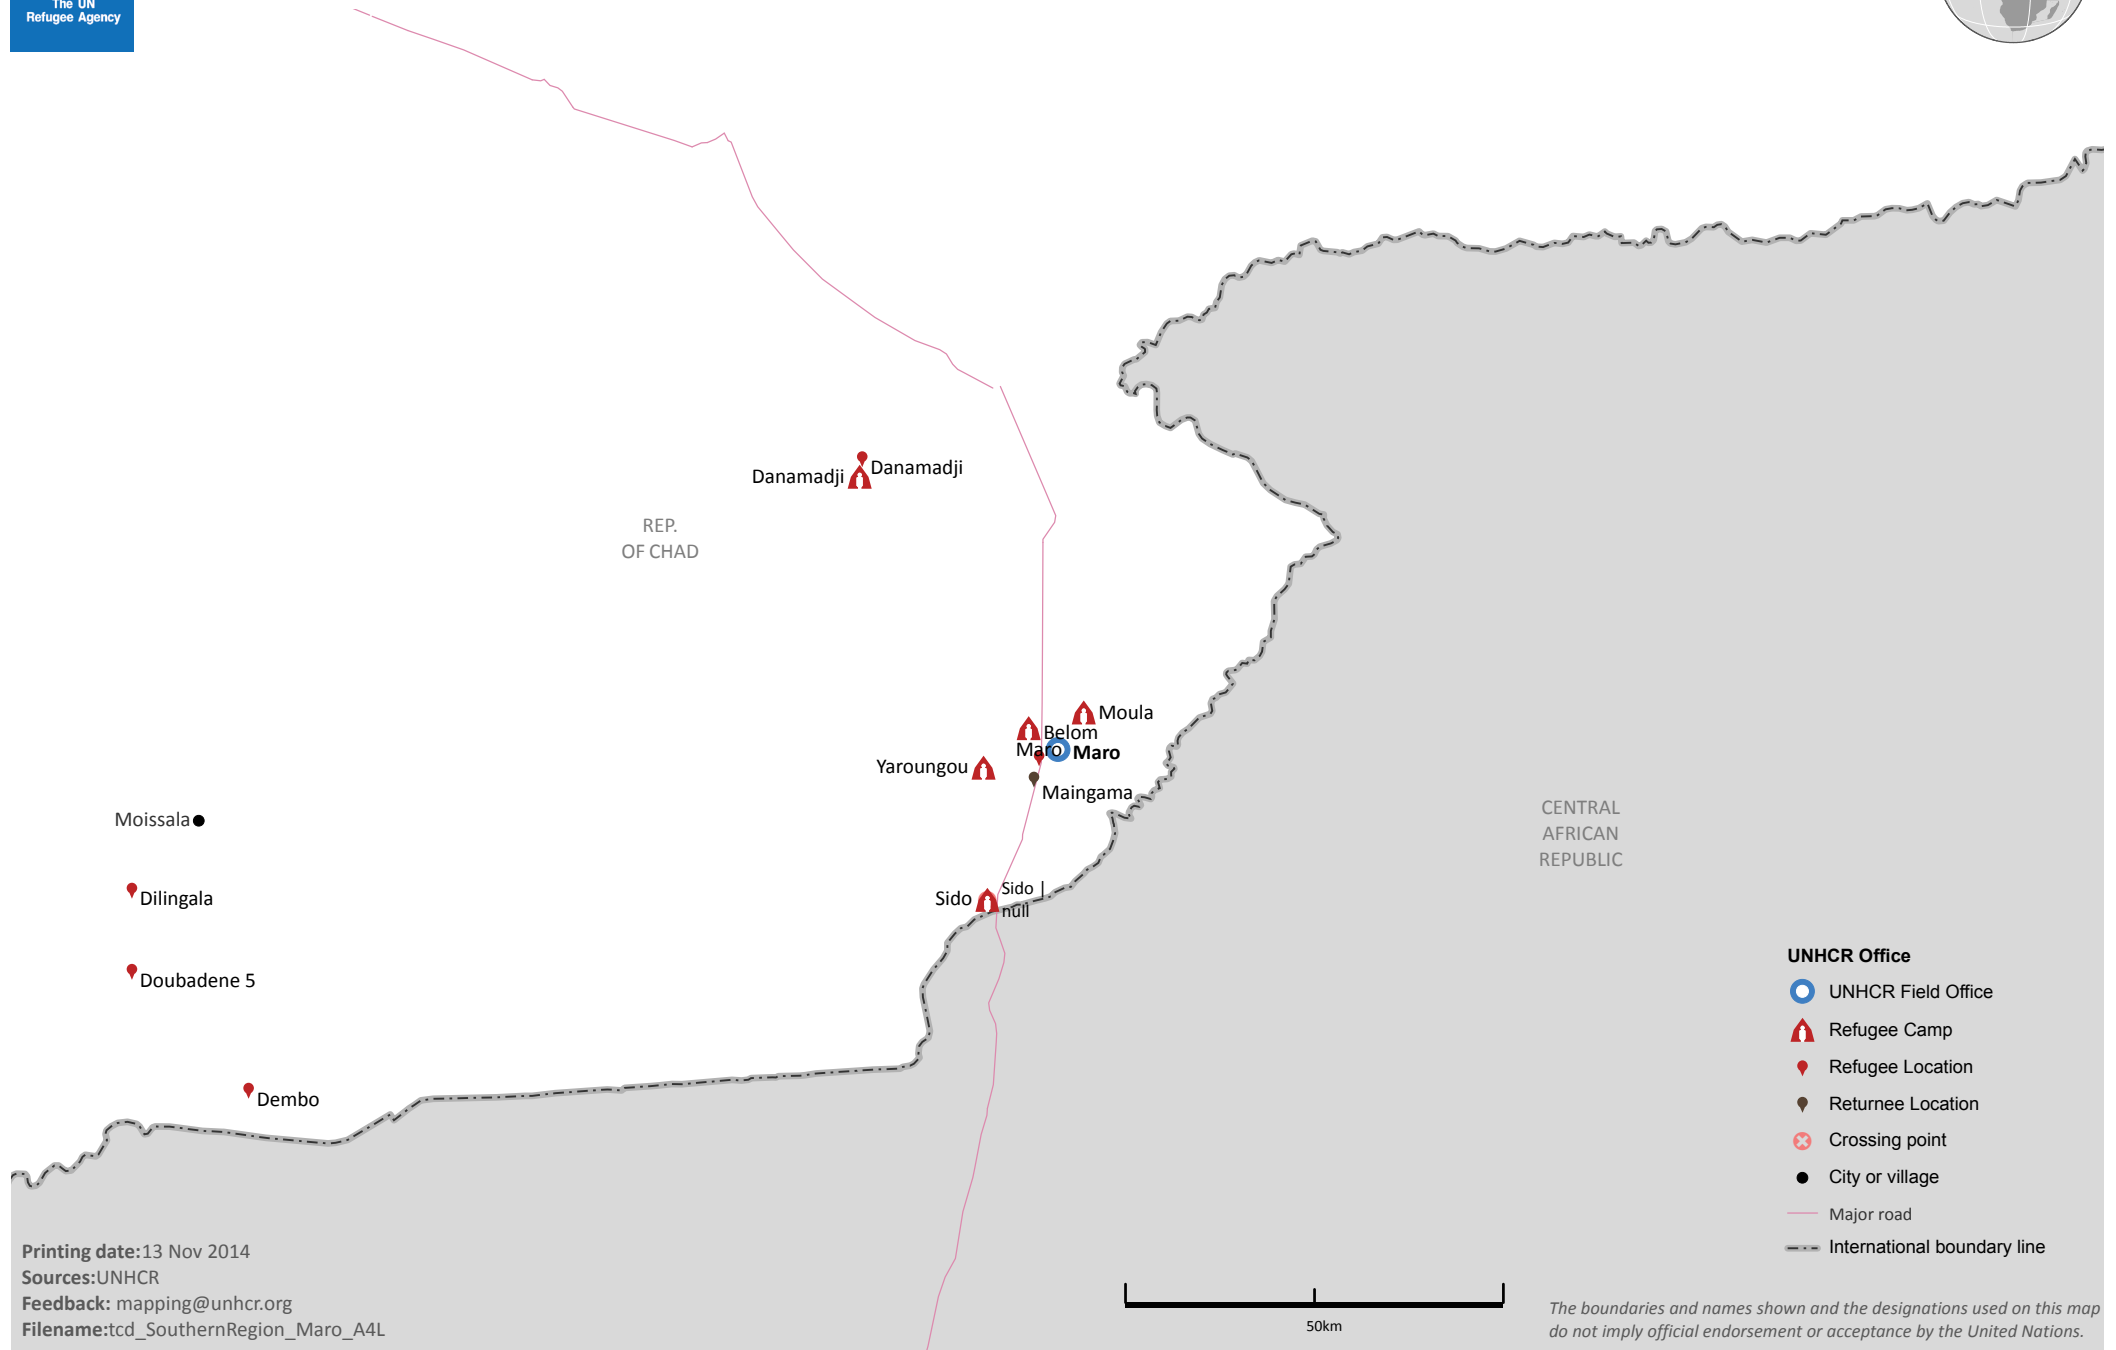 The UN
Refugee Agency
Danamadji
Danamadji
REP.
OF CHAD
Moula
Belom
Maro
Maro
Yaroungou
Maingama
Moissala
CENTRAL
AFRICAN
REPUBLIC
Dilingala
Sido
Sido |
null
Doubadene 5
Dembo
UNHCR Office
UNHCR Field Office
Refugee Camp
Refugee Location
Returnee Location
Crossing point
City or village
Major road
International boundary line
Printing date:13 Nov 2014
Sources:UNHCR
Feedback: mapping@unhcr.org
Filename:tcd_SouthernRegion_Maro_A4L
50km
The boundaries and names shown and the designations used on this map
do not imply official endorsement or acceptance by the United Nations.